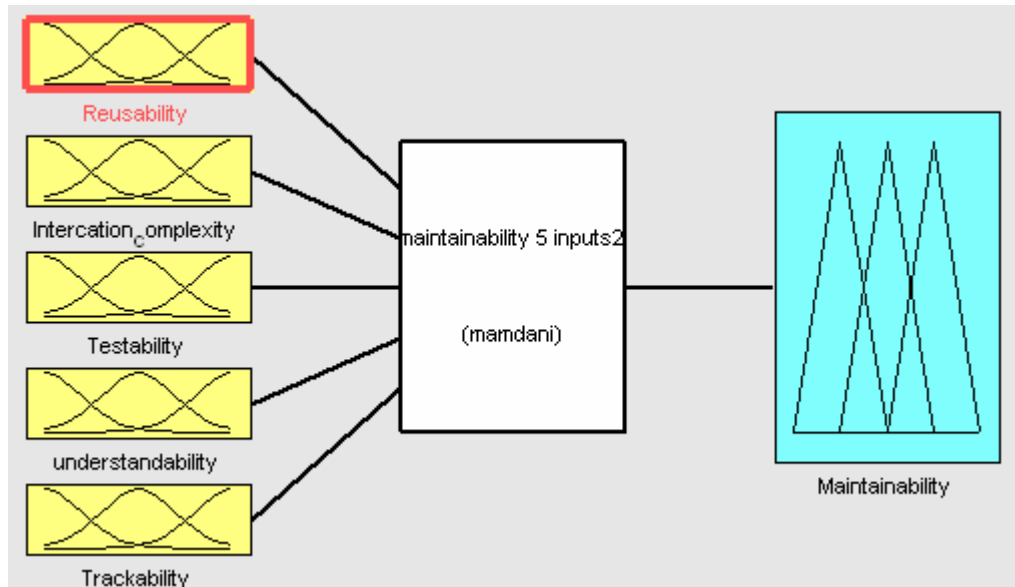 Reusability
Intercation_complexity
Testability
understandability
Trackability
maintainability 5 inputs2
(mamdani)
Maintainability